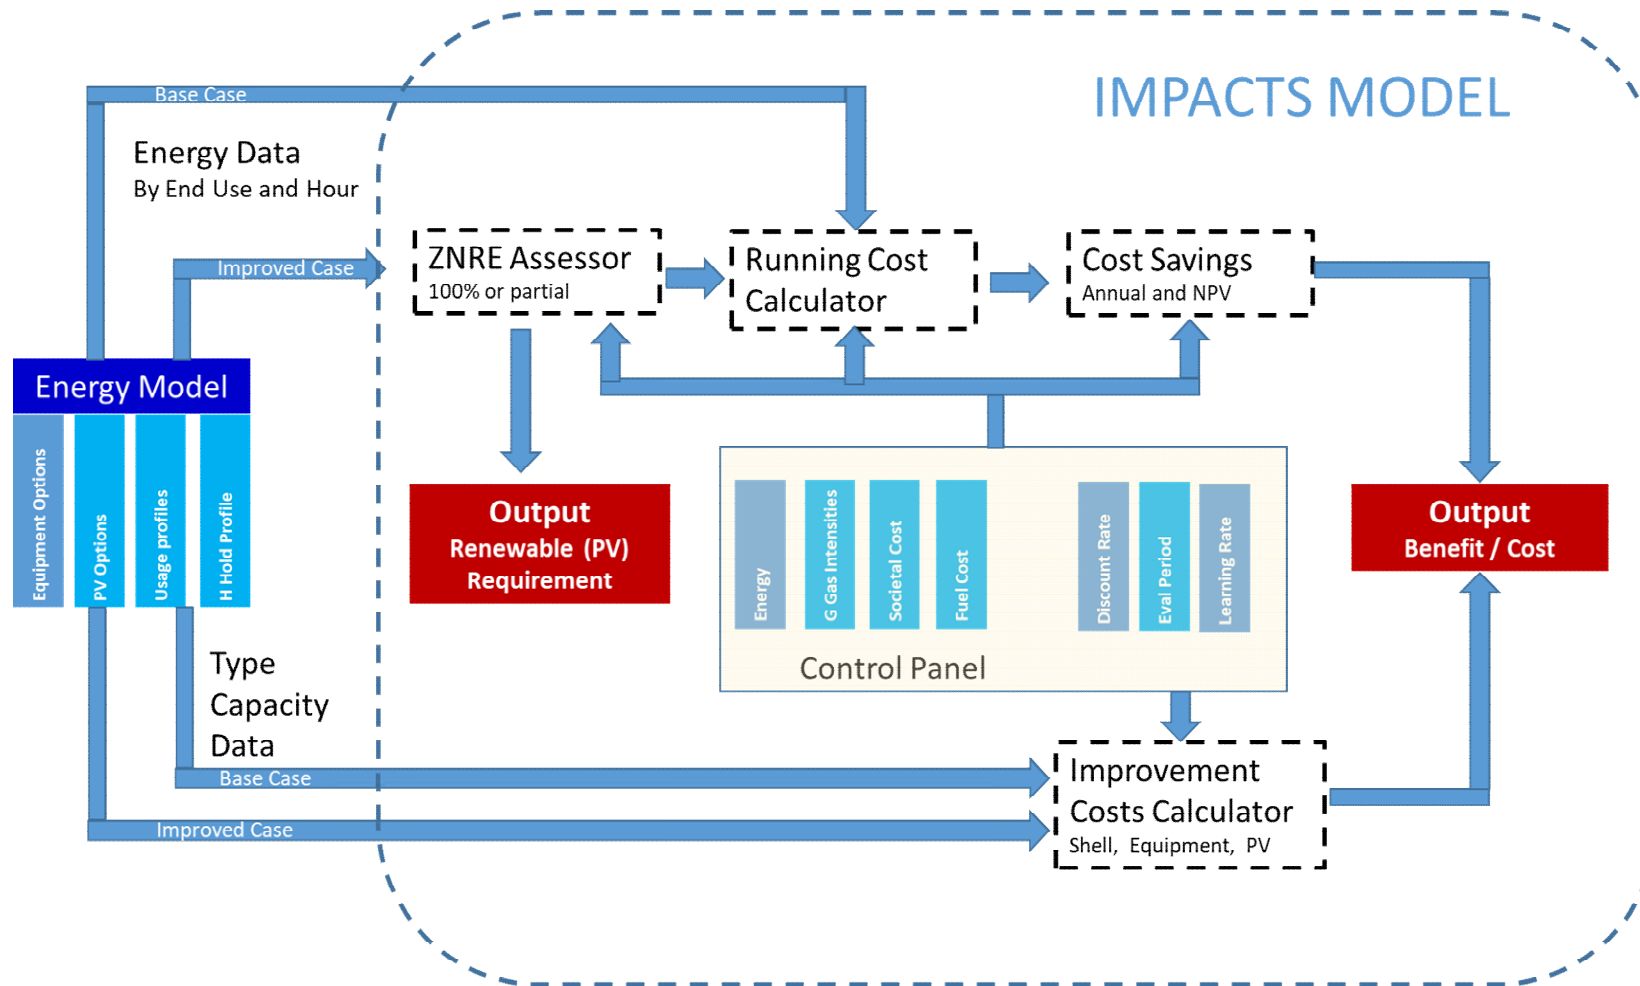 IMPACTS MODEL
Base Case
Energy Data
By End Use and Hour
Improved Case
ZNRE Assessor
100% or partial
Running Cost
Calculator
Cost Savings
Annual and NPV
Energy Model
Equipment Options
PV Options
Usage profiles
H Hold Profile
Output
Renewable (PV)
Requirement
Energy
G Gas Intensities
Societal Cost
Fuel Cost
Discount Rate
Eval Period
Learning Rate
Control Panel
Output
Benefit / Cost
Type
Capacity
Data
Base Case
Improved Case
Improvement
Costs Calculator
Shell, Equipment, PV